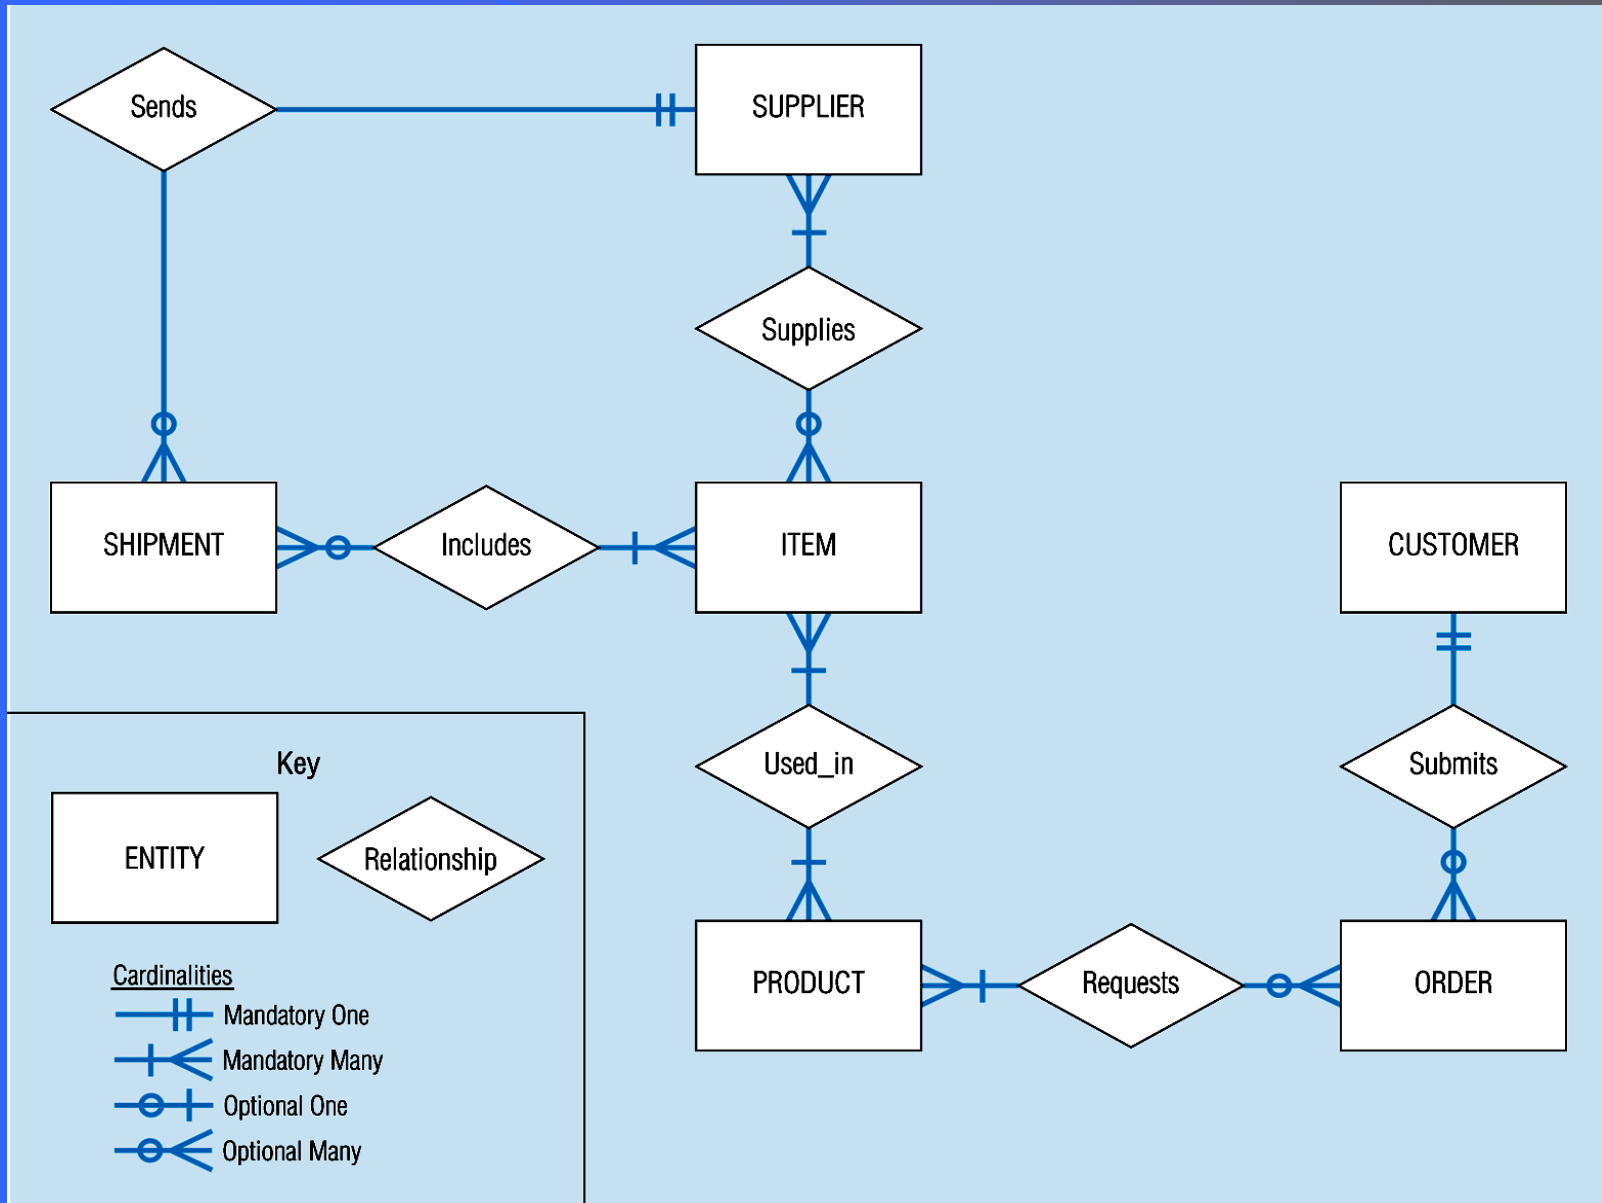 Sends
SUPPLIER
Supplies
SHIPMENT
Includes
ITEM
CUSTOMER
Used_in
Submits
PRODUCT
Requests
ORDER
Key
ENTITY
Relationship
Cardinalities
Mandatory One
Mandatory Many
Optional One
Optional Many